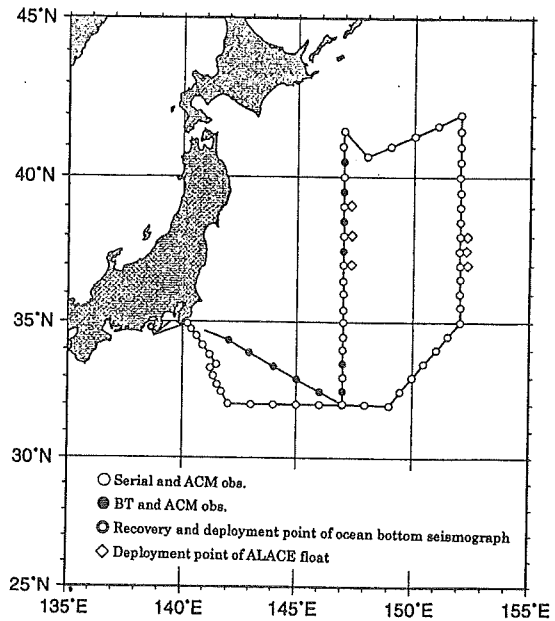 45°N
40°N
35°N
30°N
25°N
Serial and ACM obs.
BT and ACM obs.
Recovery and deployment point of ocean bottom seismograph
Deployment point of ALACE float
135°E
140°E
145°E
150°E
155°E